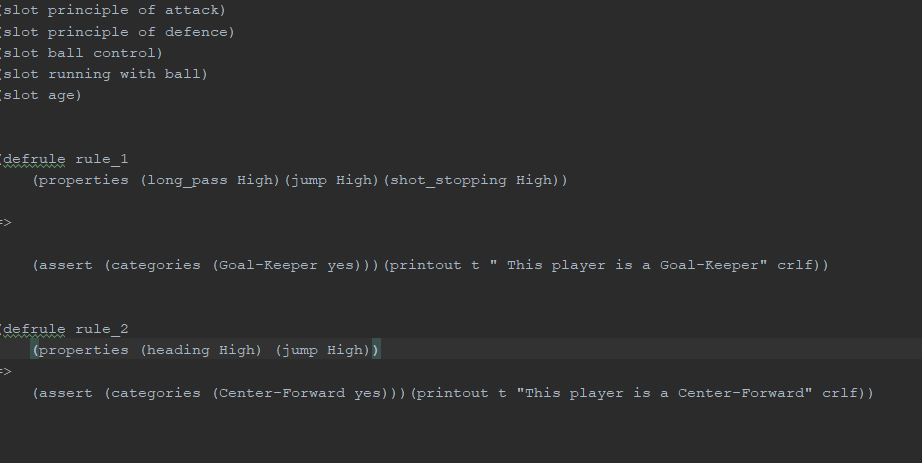 (slot principle of attack)
(slot principle of defence)
(slot ball control)
(slot running with ball)
(slot age)
(defrule rule_1
(properties (long_pass High)(jump High)(shot_stopping High))
=>
(assert (categories (Goal-Keeper yes)))(printout t " This player is a Goal-Keeper" crlf))
(defrule rule_2
(properties (heading High) (jump High))
=>
(assert (categories (Center-Forward yes)))(printout t "This player is a Center-Forward" crlf))